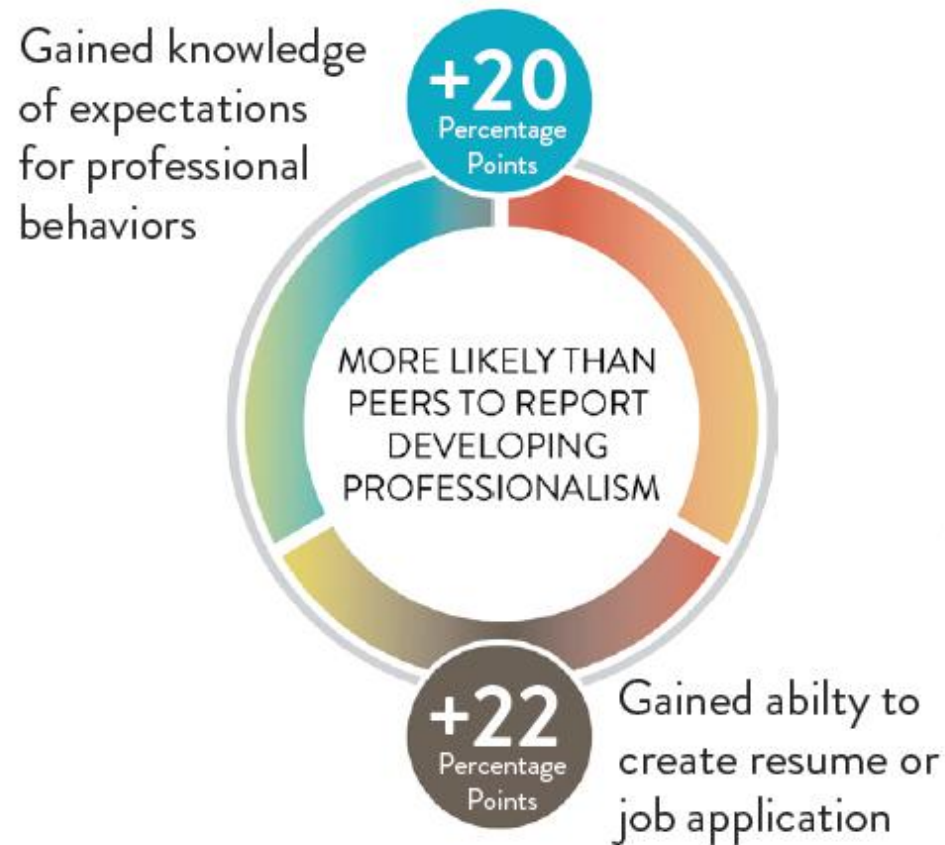 Gained knowledge
of expectations
for professional
behaviors
+20
Percentage
Points
MORE LIKELY THAN
PEERS TO REPORT
DEVELOPING
PROFESSIONALISM
+22
Percentage
Points
Gained abilty to
create resume or
job application